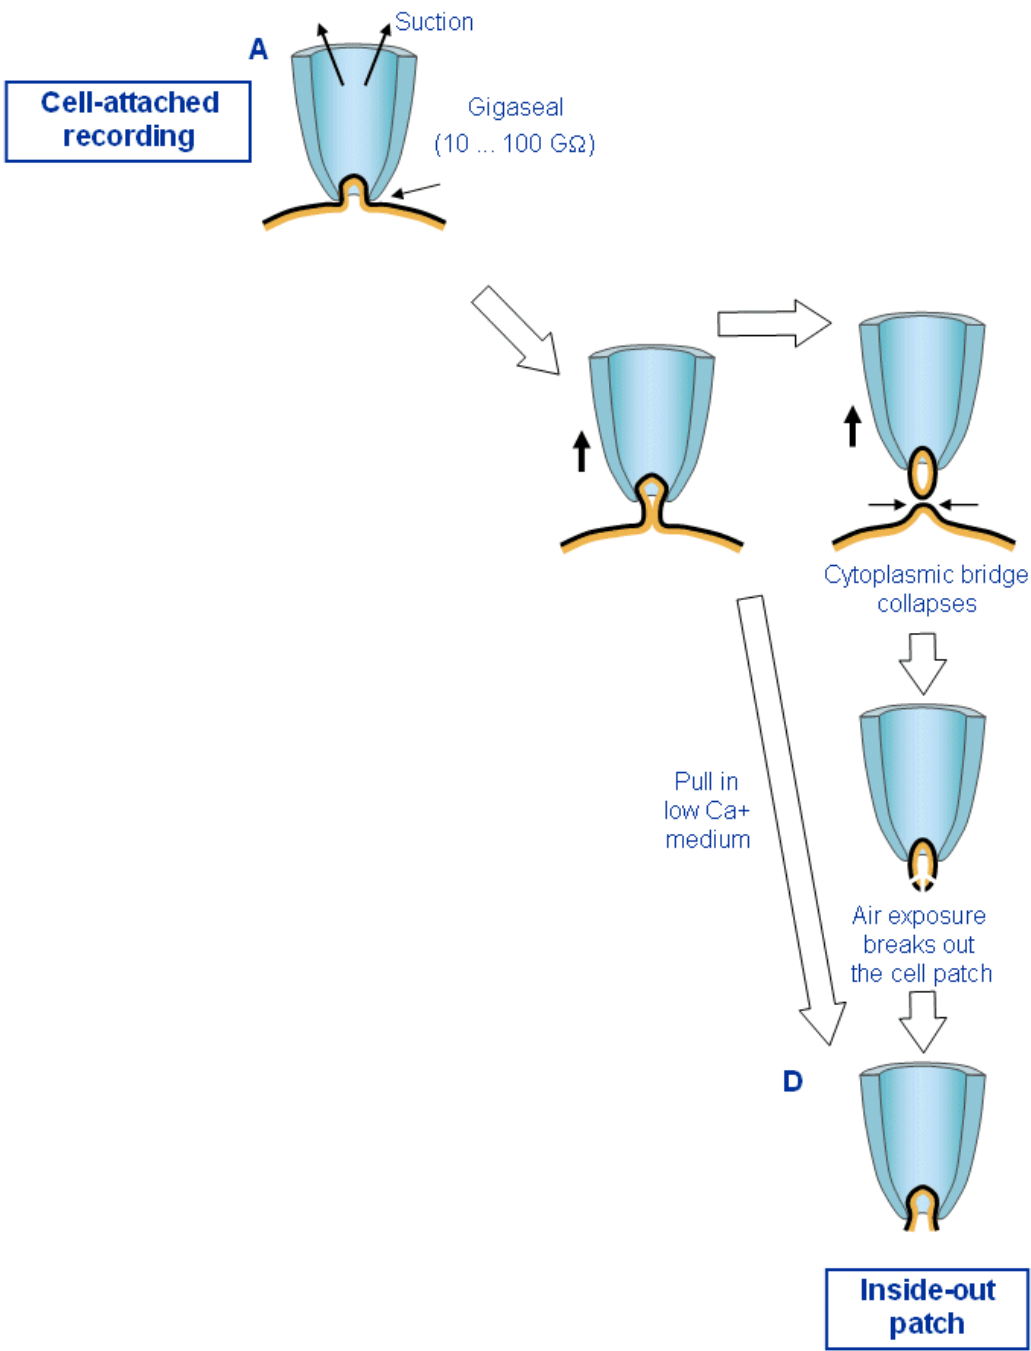 Suction
A
Cell-attached
recording
Gigaseal
(10 ... 100 GΩ)
Cytoplasmic bridge
collapses
Pull in
low Ca+
medium
Air exposure
breaks out
the cell patch
D
Inside-out
patch